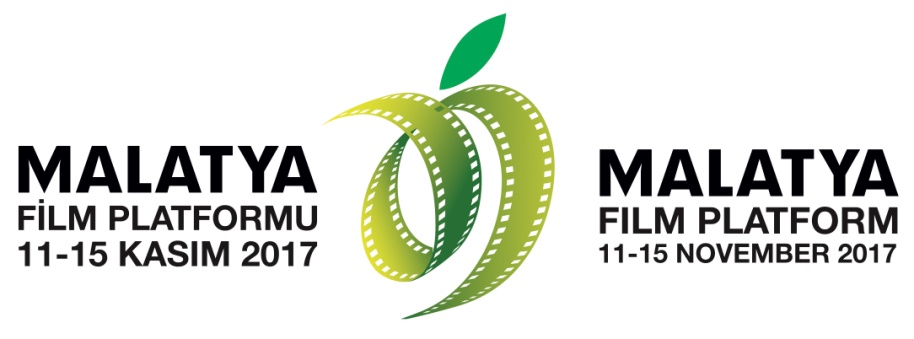 MALATYA
FİLM PLATFORMU
11-15 KASIM 2017
MALATYA
FILM PLATFORM
11-15 NOVEMBER 2017